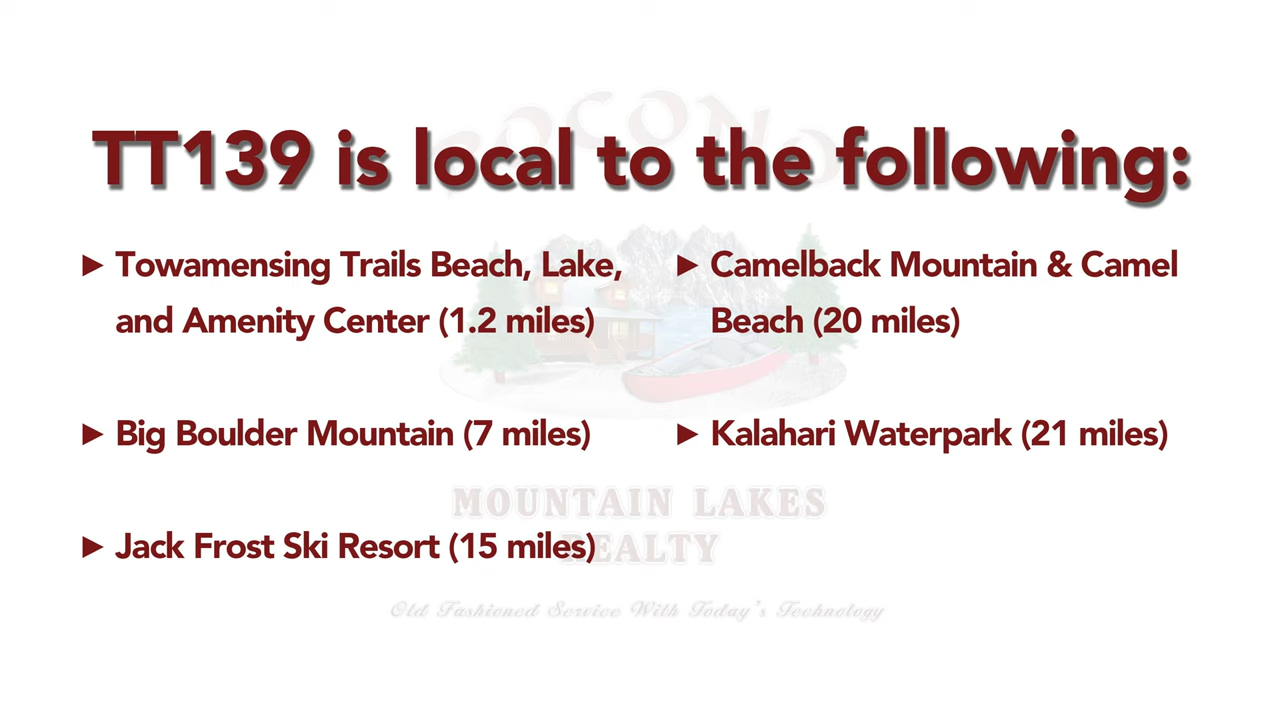 POCONO
TT139 is local to the following:
► Towamensing Trails Beach, Lake,
and Amenity Center (1.2 miles)
► Big Boulder Mountain (7 miles)
► Jack Frost Ski Resort (15 miles)
► Camelback Mountain & Camel
Beach (20 miles)
► Kalahari Waterpark (21 miles)
MOUNTAIN LAKES
REALTY
Old Fashioned Service With Today's Technology